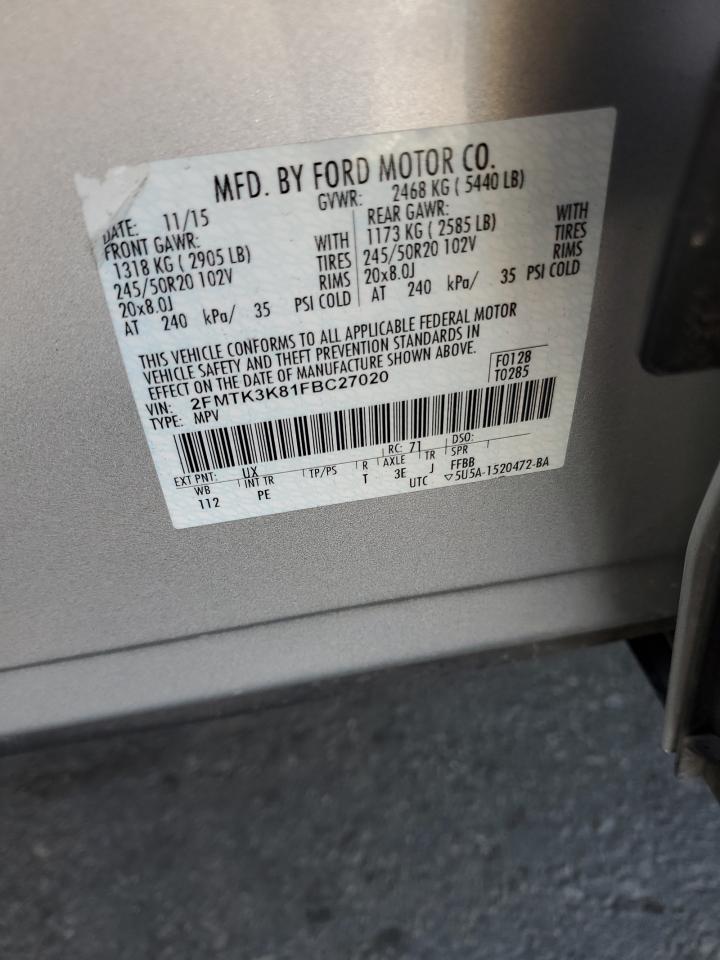 MFD. BY FORD MOTOR CO.
DATE: 11/15 GVWR: 2468 KG ( 5440 LB)
FRONT GAWR: REAR GAWR:
1318 KG ( 2905 LB) WITH 1173 KG ( 2585 LB) WITH
245/50R20 102V TIRES 245/50R20 102V TIRES
20x8.0J RIMS 20x8.0J RIMS
AT 240 kPa/ 35 PSI COLD AT 240 kPa/ 35 PSI COLD
THIS VEHICLE CONFORMS TO ALL APPLICABLE FEDERAL MOTOR
VEHICLE SAFETY AND THEFT PREVENTION STANDARDS IN
EFFECT ON THE DATE OF MANUFACTURE SHOWN ABOVE.
VIN: 2FMTK3K81FBC27020 F0128
TYPE: MPV T0285
EXT PNT: UX RC: 71 DSO:
WB INT TR TP/PS R AXLE TR SPR
112 PE T 3E J FFBB
UTC ▽5U5A-1520472-BA